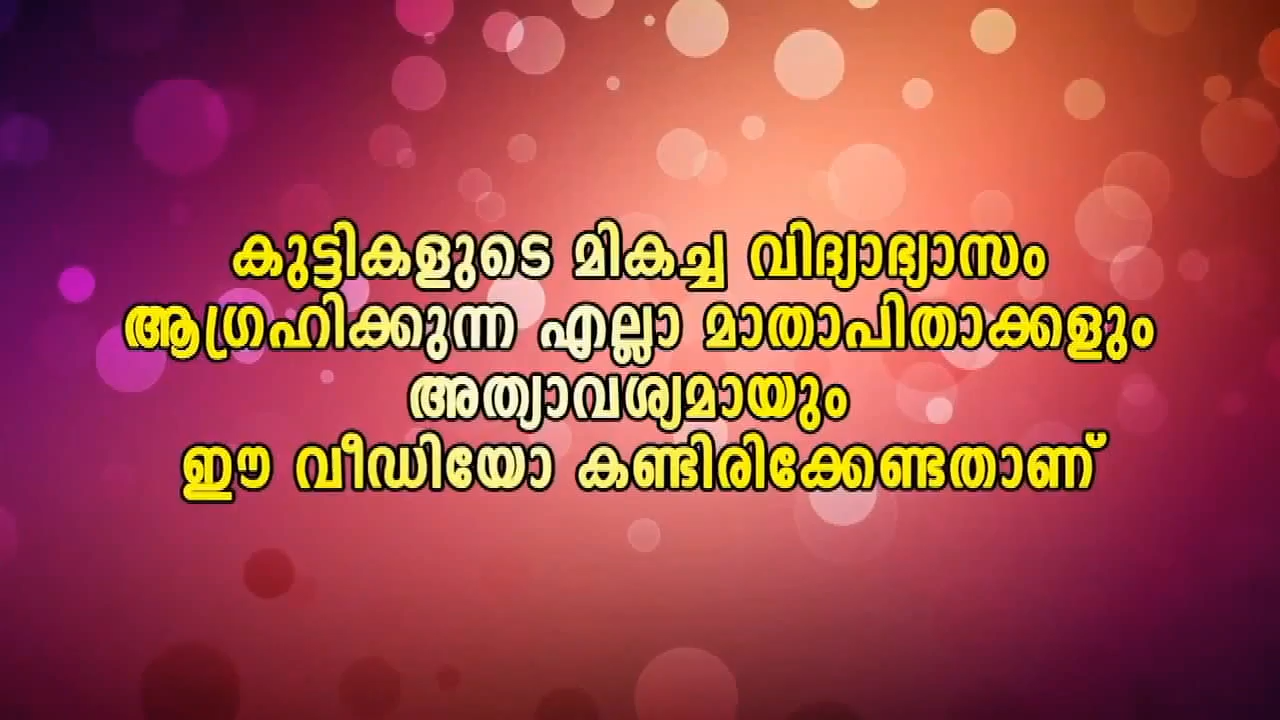 കുട്ടികളുടെ മികച്ച വിദ്യാഭ്യാസം
ആഗ്രഹിക്കുന്ന എല്ലാ മാതാപിതാക്കളും
അത്യാവശ്യമായും
ഈ വീഡിയോ കണ്ടിരിക്കേണ്ടതാണ്